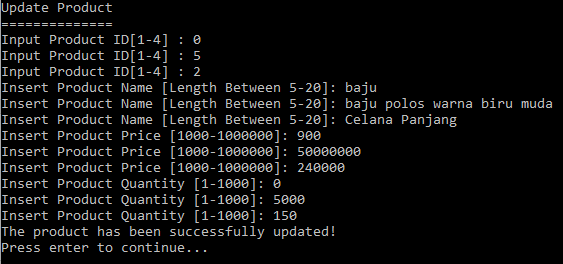 Update Product
==============
Input Product ID[1-4] : 0
Input Product ID[1-4] : 5
Input Product ID[1-4] : 2
Insert Product Name [Length Between 5-20]: baju
Insert Product Name [Length Between 5-20]: baju polos warna biru muda
Insert Product Name [Length Between 5-20]: Celana Panjang
Insert Product Price [1000-1000000]: 900
Insert Product Price [1000-1000000]: 50000000
Insert Product Price [1000-1000000]: 240000
Insert Product Quantity [1-1000]: 0
Insert Product Quantity [1-1000]: 5000
Insert Product Quantity [1-1000]: 150
The product has been successfully updated!
Press enter to continue...